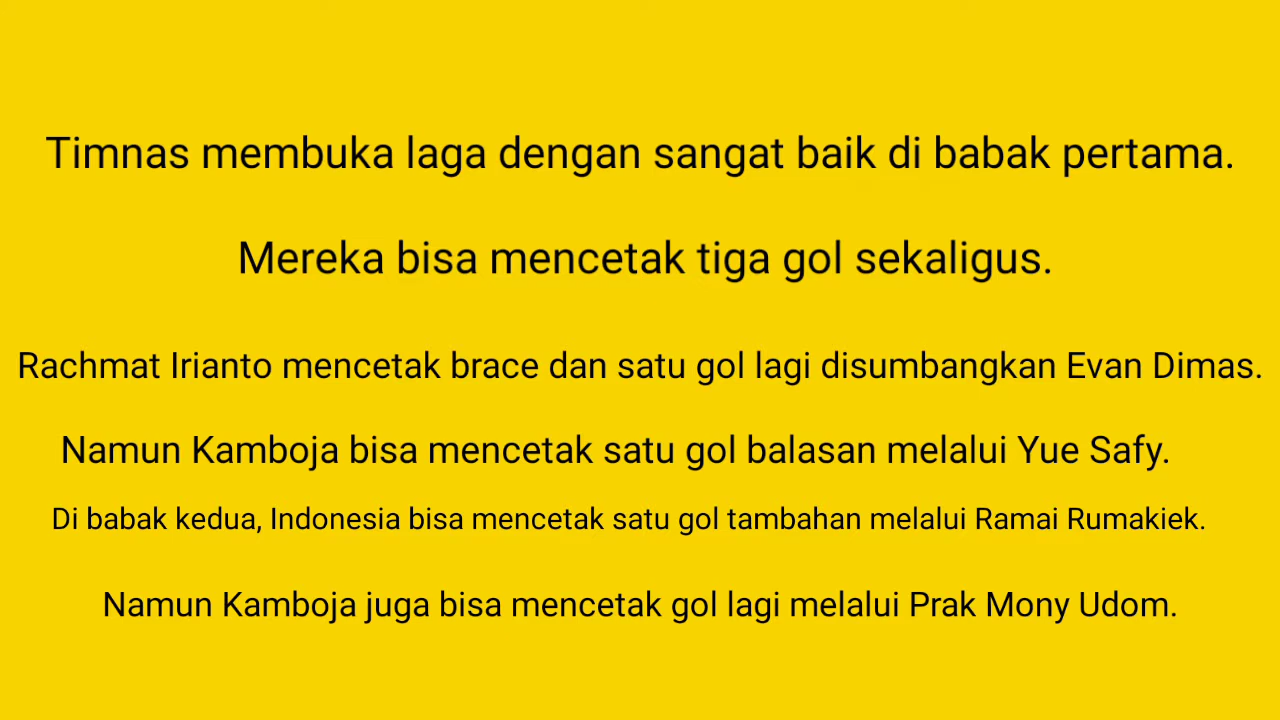 Timnas membuka laga dengan sangat baik di babak pertama.
Mereka bisa mencetak tiga gol sekaligus.
Rachmat Irianto mencetak brace dan satu gol lagi disumbangkan Evan Dimas.
Namun Kamboja bisa mencetak satu gol balasan melalui Yue Safy.
Di babak kedua, Indonesia bisa mencetak satu gol tambahan melalui Ramai Rumakiek.
Namun Kamboja juga bisa mencetak gol lagi melalui Prak Mony Udom.